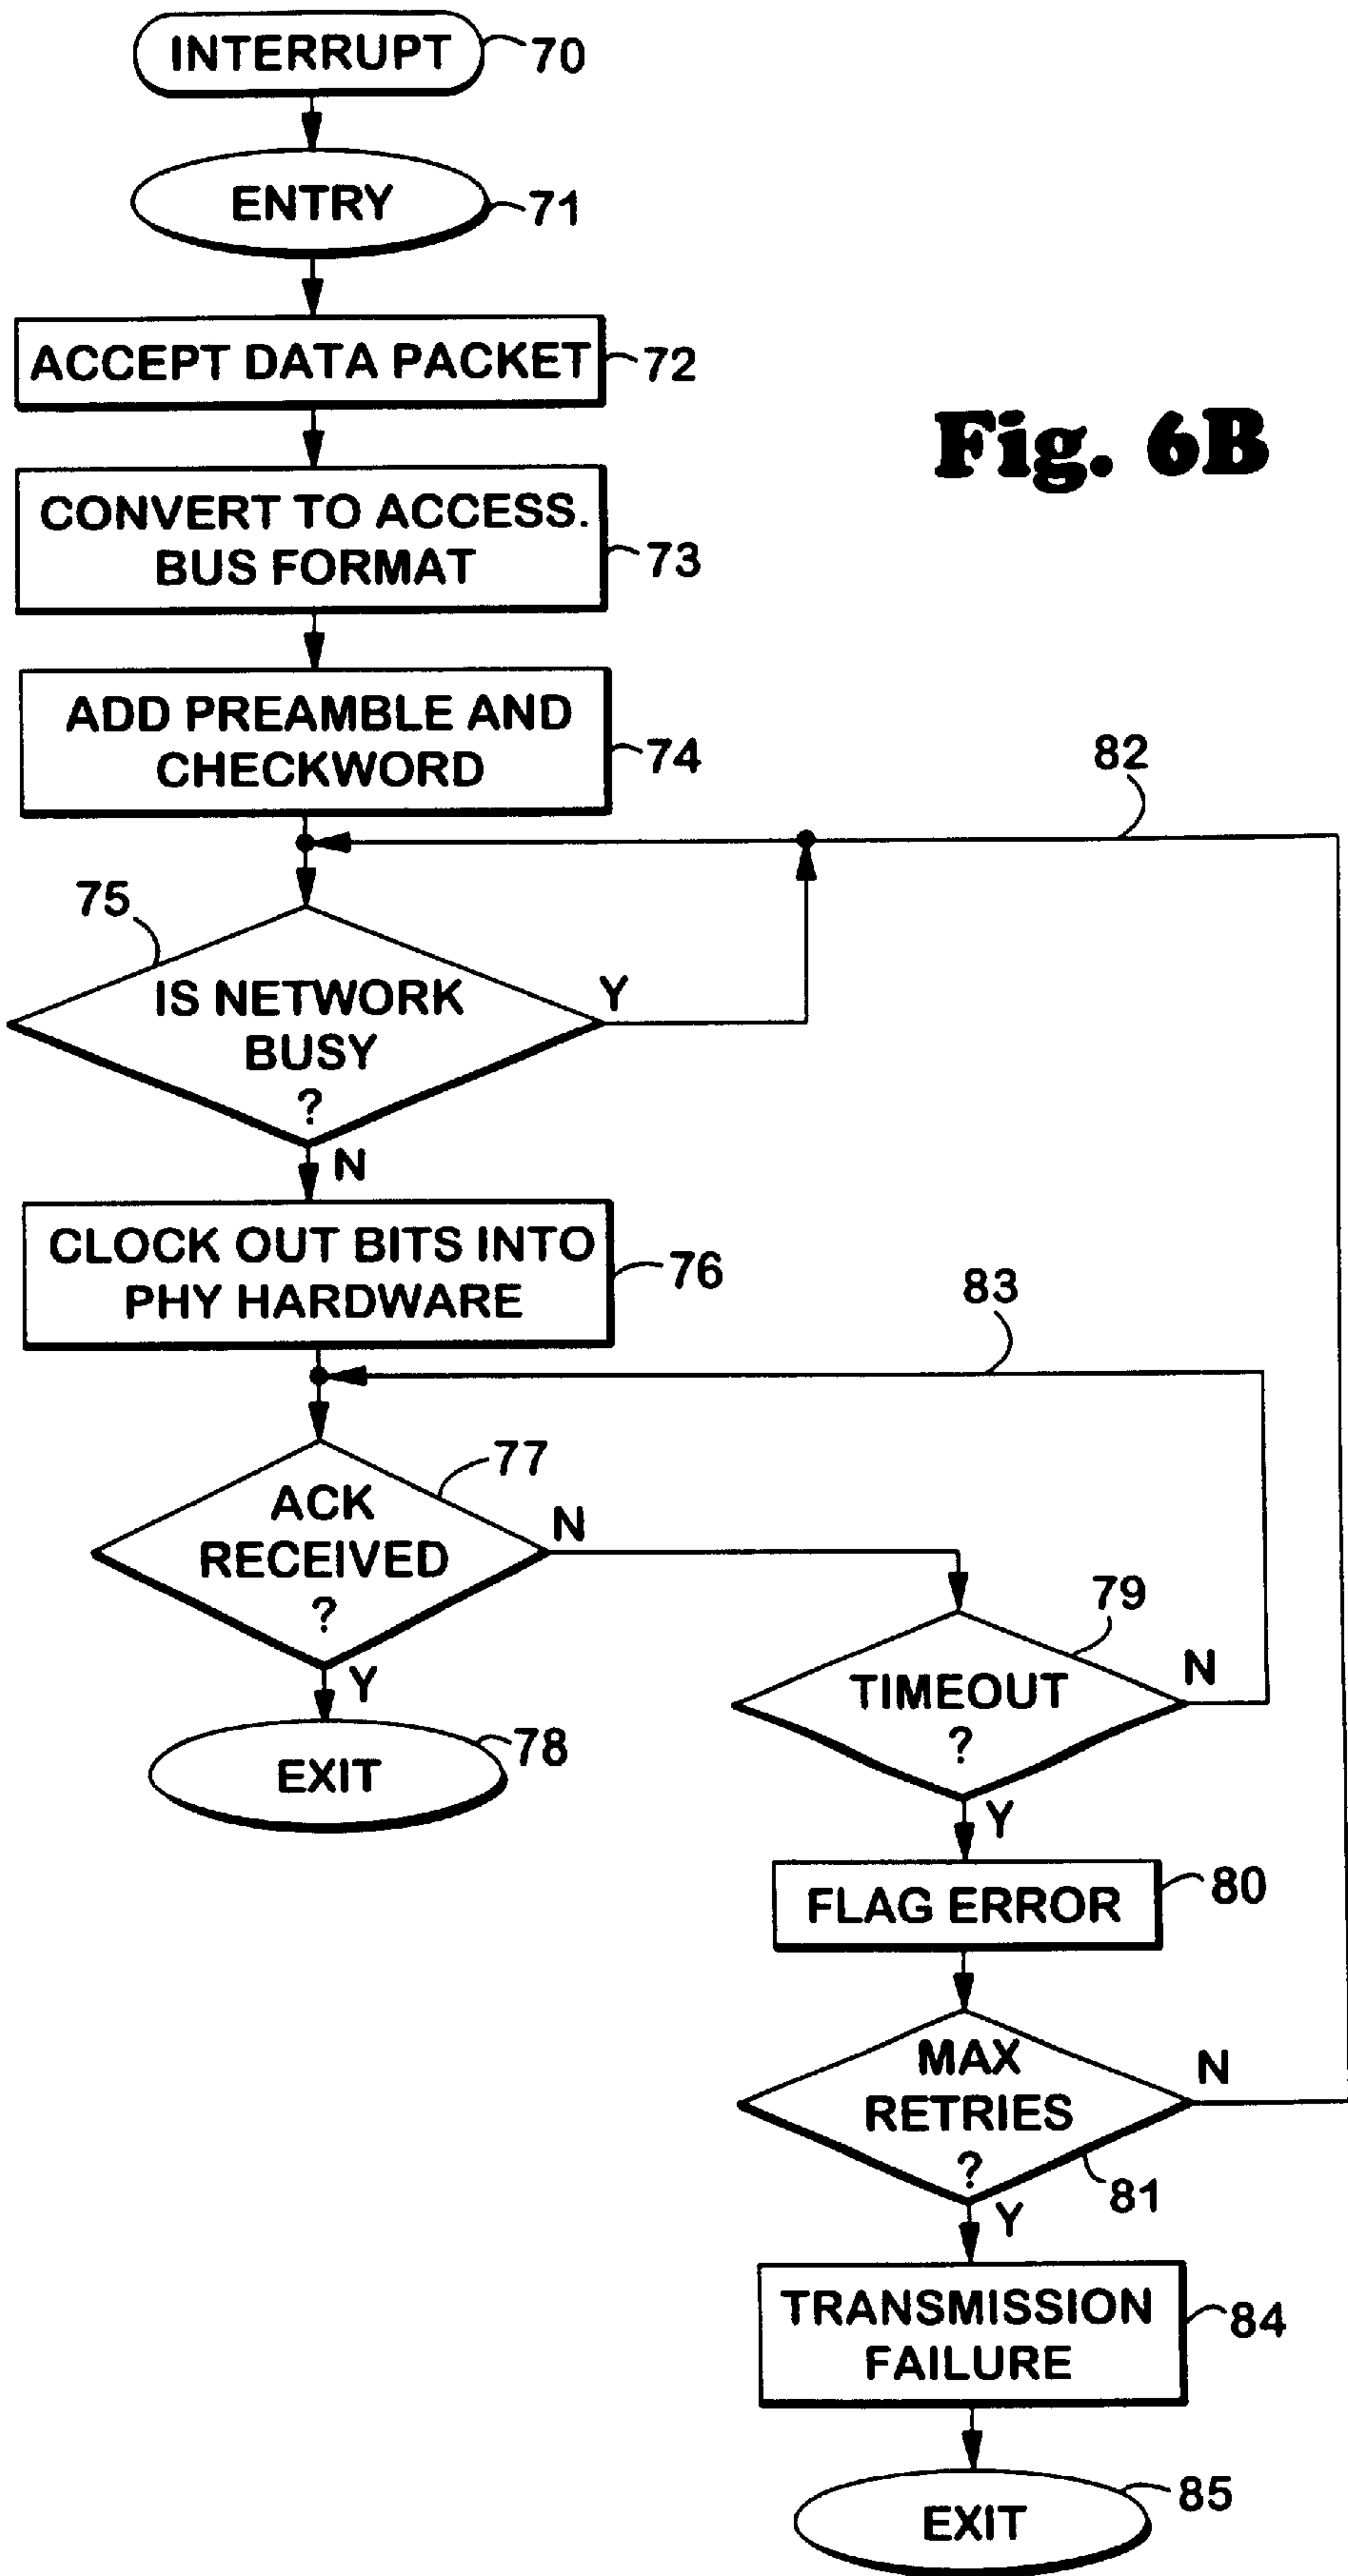 INTERRUPT 70
ENTRY 71
ACCEPT DATA PACKET 72
Fig. 6B
CONVERT TO ACCESS.
BUS FORMAT 73
ADD PREAMBLE AND
CHECKWORD 74
82
75
IS NETWORK
BUSY
?
Y
N
CLOCK OUT BITS INTO
PHY HARDWARE 76
83
77
ACK
RECEIVED
?
N
Y
EXIT 78
79
TIMEOUT
?
N
Y
FLAG ERROR 80
MAX
RETRIES
?
N
81
Y
TRANSMISSION
FAILURE 84
EXIT 85